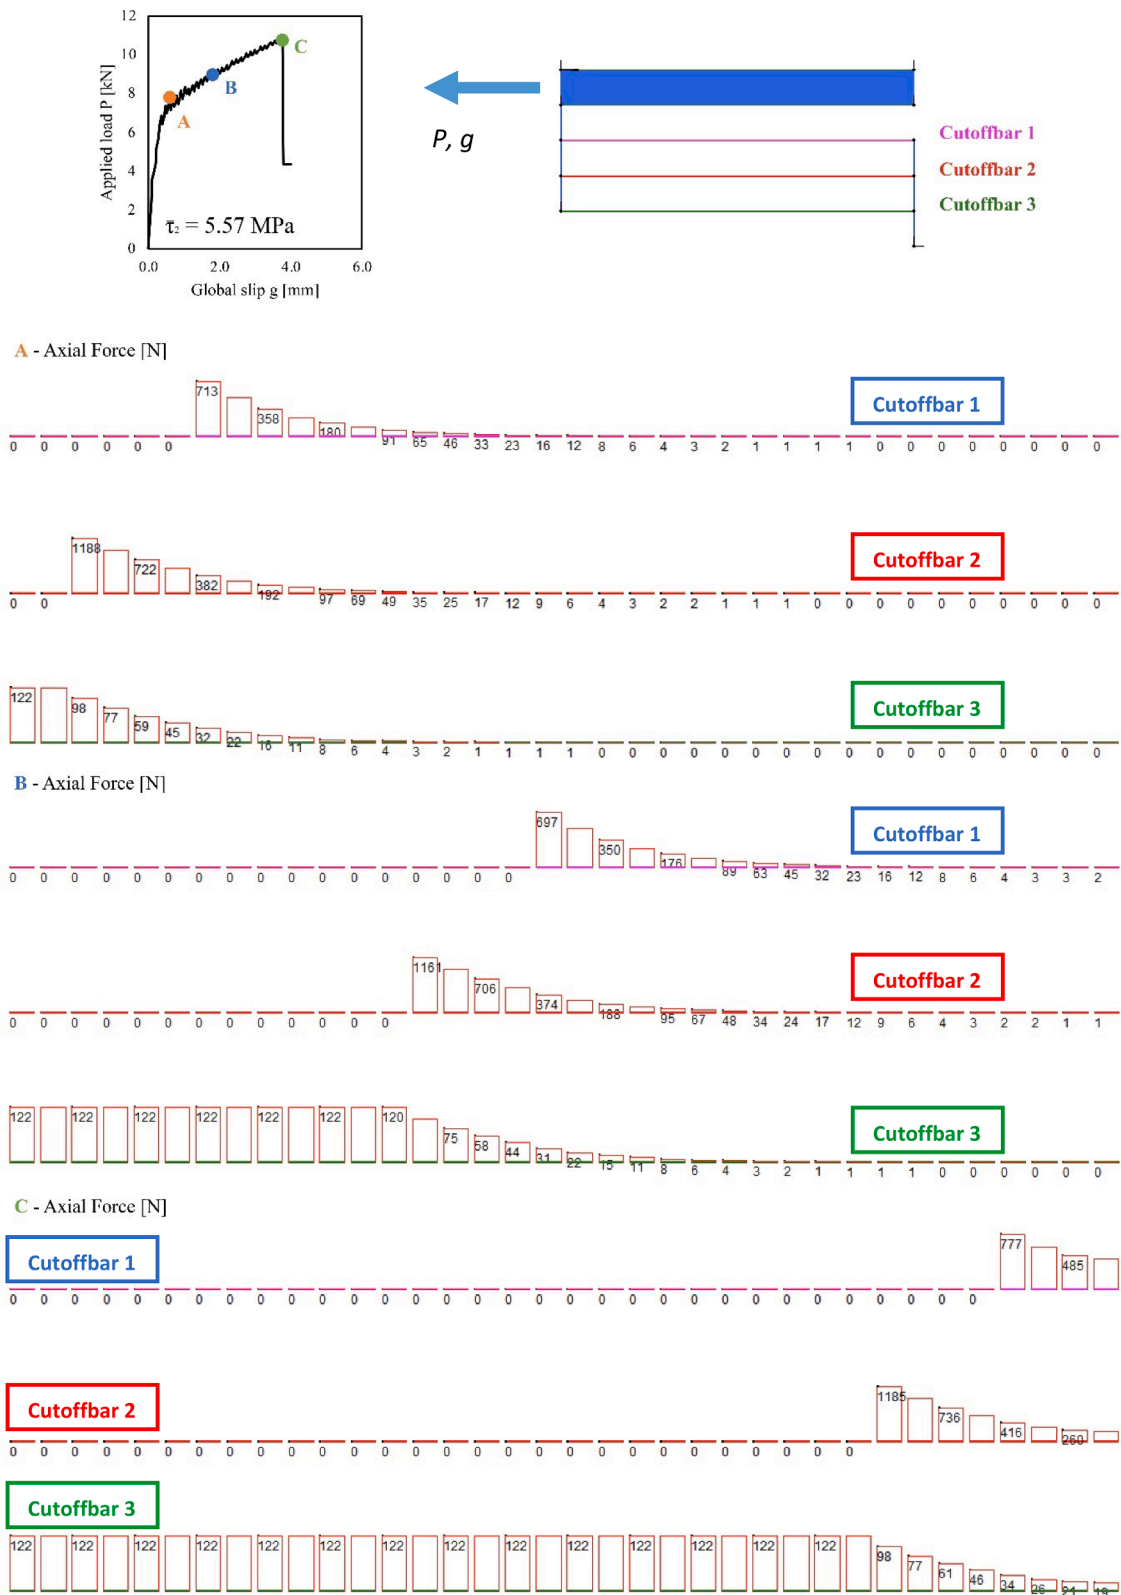 12
10
8
6
4
2
0
Applied load P [kN]
A
B
C
τ̄₂ = 5.57 MPa
0.0 2.0 4.0 6.0
Global slip g [mm]
P, g
Cutoffbar 1
Cutoffbar 2
Cutoffbar 3
A - Axial Force [N]
Cutoffbar 1
0 0 0 0 0 0 713 358 180 91 65 46 33 23 16 12 8 6 4 3 2 1 1 1 1 0 0 0 0 0 0 0 0
Cutoffbar 2
0 0 1188 722 382 192 97 69 49 35 25 17 12 9 6 4 3 2 2 1 1 1 0 0 0 0 0 0 0 0 0 0
Cutoffbar 3
122 98 77 59 45 32 22 16 11 8 6 4 3 2 1 1 1 1 0 0 0 0 0 0 0 0 0 0 0 0 0 0 0 0 0
B - Axial Force [N]
Cutoffbar 1
0 0 0 0 0 0 0 0 0 0 0 0 0 0 0 0 0 697 350 176 89 63 45 32 23 16 12 8 6 4 3 3 2
Cutoffbar 2
0 0 0 0 0 0 0 0 0 0 0 0 0 1161 706 374 188 95 67 48 34 24 17 12 9 6 4 3 2 2 1 1
Cutoffbar 3
122 122 122 122 122 122 120 75 58 44 31 22 15 11 8 6 4 3 2 1 1 1 1 0 0 0 0 0 0
C - Axial Force [N]
Cutoffbar 1
0 0 0 0 0 0 0 0 0 0 0 0 0 0 0 0 0 0 0 0 0 0 0 0 0 0 0 0 0 0 0 0 777 485
Cutoffbar 2
0 0 0 0 0 0 0 0 0 0 0 0 0 0 0 0 0 0 0 0 0 0 0 0 0 0 0 0 1185 736 416 260
Cutoffbar 3
122 122 122 122 122 122 122 122 122 122 122 122 122 122 98 77 61 46 34 26 21 19